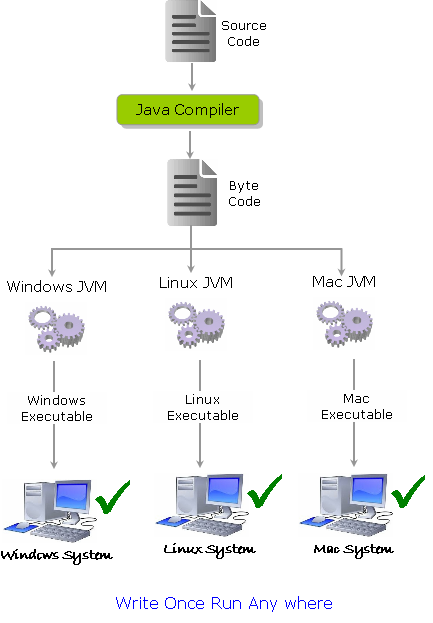 Source
Code
Java Compiler
Byte
Code
Windows JVM
Linux JVM
Mac JVM
Windows
Executable
Linux
Executable
Mac
Executable
Windows System
Linux System
Mac System
Write Once Run Any where